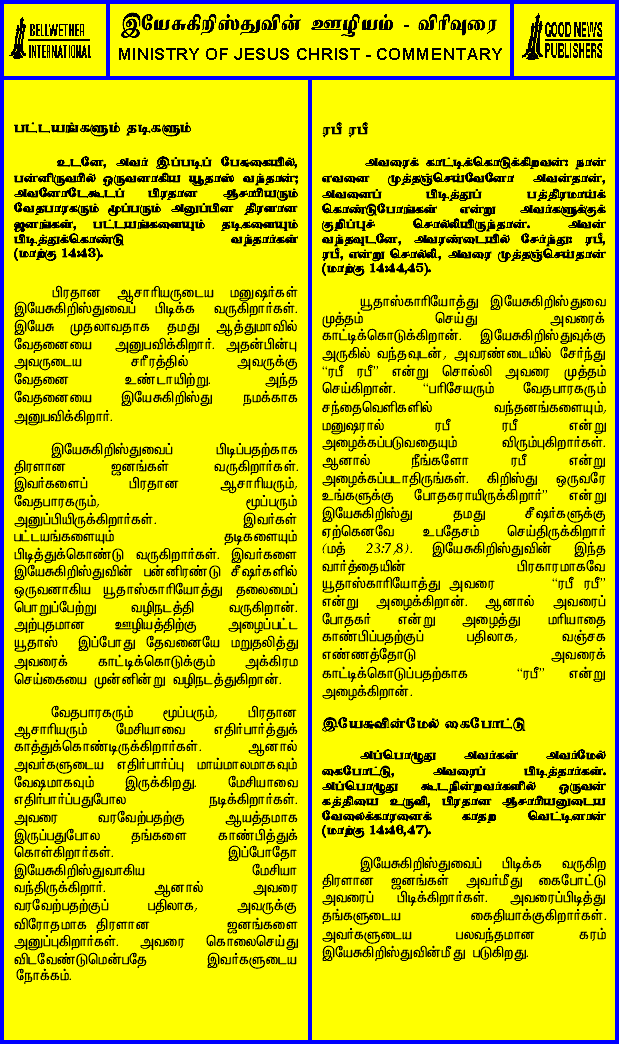 BELLWETHER
INTERNATIONAL
இயேசுகிறிஸ்துவின் ஊழியம் - விரிவுரை
MINISTRY OF JESUS CHRIST - COMMENTARY
GOOD NEWS
PUBLISHERS
பட்டயங்களும் தடிகளும்
உடனே, அவர் இப்படிப் பேசுகையில்,
பன்னிருவரில் ஒருவனாகிய யூதாஸ் வந்தான்;
அவனோடேகூடப் பிரதான ஆசாரியரும்
வேதபாரகரும் மூப்பரும் அனுப்பின திரளான
ஜனங்கள், பட்டயங்களையும் தடிகளையும்
பிடித்துக்கொண்டு வந்தார்கள்
(மாற்கு 14:43).
பிரதான ஆசாரியருடைய மனுஷர்கள்
இயேசுகிறிஸ்துவைப் பிடிக்க வருகிறார்கள்.
இயேசு முதலாவதாக தமது ஆத்துமாவில்
வேதனையை அனுபவிக்கிறார். அதன்பின்பு
அவருடைய சரீரத்தில் அவருக்கு
வேதனை உண்டாயிற்று. அந்த
வேதனையை இயேசுகிறிஸ்து நமக்காக
அனுபவிக்கிறார்.
இயேசுகிறிஸ்துவைப் பிடிப்பதற்காக
திரளான ஜனங்கள் வருகிறார்கள்.
இவர்களைப் பிரதான ஆசாரியரும்,
வேதபாரகரும், மூப்பரும்
அனுப்பியிருக்கிறார்கள். இவர்கள்
பட்டயங்களையும் தடிகளையும்
பிடித்துக்கொண்டு வருகிறார்கள். இவர்களை
இயேசுகிறிஸ்துவின் பன்னிரண்டு சீஷர்களில்
ஒருவனாகிய யூதாஸ்காரியோத்து தலைமைப்
பொறுப்பேற்று வழிநடத்தி வருகிறான்.
அற்புதமான ஊழியத்திற்கு அழைப்பட்ட
யூதாஸ் இப்போது தேவனையே மறுதலித்து
அவரைக் காட்டிக்கொடுக்கும் அக்கிரம
செய்கையை முன்னின்று வழிநடத்துகிறான்.
வேதபாரகரும் மூப்பரும், பிரதான
ஆசாரியரும் மேசியாவை எதிர்பார்த்துக்
காத்துக்கொண்டிருக்கிறார்கள். ஆனால்
அவர்களுடைய எதிர்பார்ப்பு மாய்மாலமாகவும்
வேஷமாகவும் இருக்கிறது. மேசியாவை
எதிர்பார்ப்பதுபோல நடிக்கிறார்கள்.
அவரை வரவேற்பதற்கு ஆயத்தமாக
இருப்பதுபோல தங்களை காண்பித்துக்
கொள்கிறார்கள். இப்போதோ
இயேசுகிறிஸ்துவாகிய மேசியா
வந்திருக்கிறார். ஆனால் அவரை
வரவேற்பதற்குப் பதிலாக, அவருக்கு
விரோதமாக திரளான ஜனங்களை
அனுப்புகிறார்கள். அவரை கொலைசெய்து
விடவேண்டுமென்பதே இவர்களுடைய
நோக்கம்.
ரபீ ரபீ
அவரைக் காட்டிக்கொடுக்கிறவன்: நான்
எவனை முத்தஞ்செய்வேனோ அவன்தான்,
அவனைப் பிடித்துப் பத்திரமாய்க்
கொண்டுபோங்கள் என்று அவர்களுக்குக்
குறிப்புச் சொல்லியிருந்தான். அவன்
வந்தவுடனே, அவரண்டையில் சேர்ந்து: ரபீ,
ரபீ, என்று சொல்லி, அவரை முத்தஞ்செய்தான்
(மாற்கு 14:44,45).
யூதாஸ்காரியோத்து இயேசுகிறிஸ்துவை
முத்தம் செய்து அவரைக்
காட்டிக்கொடுக்கிறான். இயேசுகிறிஸ்துவுக்கு
அருகில் வந்தவுடன், அவரண்டையில் சேர்ந்து
“ரபீ ரபீ” என்று சொல்லி அவரை முத்தம்
செய்கிறான். “பரிசேயரும் வேதபாரகரும்
சந்தைவெளிகளில் வந்தனங்களையும்,
மனுஷரால் ரபீ ரபீ என்று
அழைக்கப்படுவதையும் விரும்புகிறார்கள்.
ஆனால் நீங்களோ ரபீ என்று
அழைக்கப்படாதிருங்கள். கிறிஸ்து ஒருவரே
உங்களுக்கு போதகராயிருக்கிறார்” என்று
இயேசுகிறிஸ்து தமது சீஷர்களுக்கு
ஏற்கெனவே உபதேசம் செய்திருக்கிறார்
(மத் 23:7,8). இயேசுகிறிஸ்துவின் இந்த
வார்த்தையின் பிரகாரமாகவே
யூதாஸ்காரியோத்து அவரை “ரபீ ரபீ”
என்று அழைக்கிறான். ஆனால் அவரைப்
போதகர் என்று அழைத்து மரியாதை
காண்பிப்பதற்குப் பதிலாக, வஞ்சக
எண்ணத்தோடு அவரைக்
காட்டிக்கொடுப்பதற்காக “ரபீ” என்று
அழைக்கிறான்.
இயேசுவின்மேல் கைபோட்டு
அப்பொழுது அவர்கள் அவர்மேல்
கைபோட்டு, அவரைப் பிடித்தார்கள்.
அப்பொழுது கூடநின்றவர்களில் ஒருவன்
கத்தியை உருவி, பிரதான ஆசாரியனுடைய
வேலைக்காரனைக் காதற வெட்டினான்
(மாற்கு 14:46,47).
இயேசுகிறிஸ்துவைப் பிடிக்க வருகிற
திரளான ஜனங்கள் அவர்மீது கைபோட்டு
அவரைப் பிடிக்கிறார்கள். அவரைப்பிடித்து
தங்களுடைய கைதியாக்குகிறார்கள்.
அவர்களுடைய பலவந்தமான கரம்
இயேசுகிறிஸ்துவின்மீது படுகிறது.